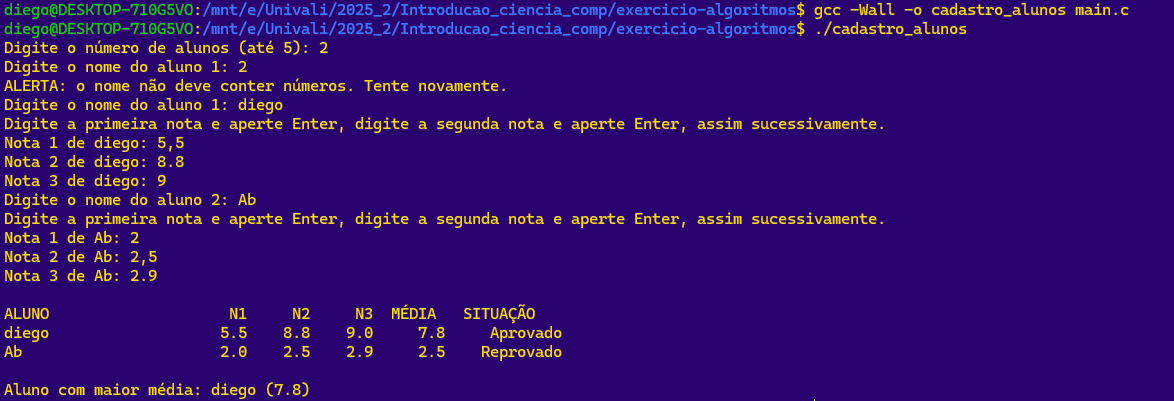 diego@DESKTOP-710G5VO:/mnt/e/Univali/2025_2/Introducao_ciencia_comp/exercicio-algoritmos$ gcc -Wall -o cadastro_alunos main.c
diego@DESKTOP-710G5VO:/mnt/e/Univali/2025_2/Introducao_ciencia_comp/exercicio-algoritmos$ ./cadastro_alunos
Digite o número de alunos (até 5): 2
Digite o nome do aluno 1: 2
ALERTA: o nome não deve conter números. Tente novamente.
Digite o nome do aluno 1: diego
Digite a primeira nota e aperte Enter, digite a segunda nota e aperte Enter, assim sucessivamente.
Nota 1 de diego: 5,5
Nota 2 de diego: 8.8
Nota 3 de diego: 9
Digite o nome do aluno 2: Ab
Digite a primeira nota e aperte Enter, digite a segunda nota e aperte Enter, assim sucessivamente.
Nota 1 de Ab: 2
Nota 2 de Ab: 2,5
Nota 3 de Ab: 2.9
ALUNO                    N1     N2     N3  MÉDIA   SITUAÇÃO
diego                   5.5    8.8    9.0     7.8     Aprovado
Ab                      2.0    2.5    2.9     2.5    Reprovado
Aluno com maior média: diego (7.8)